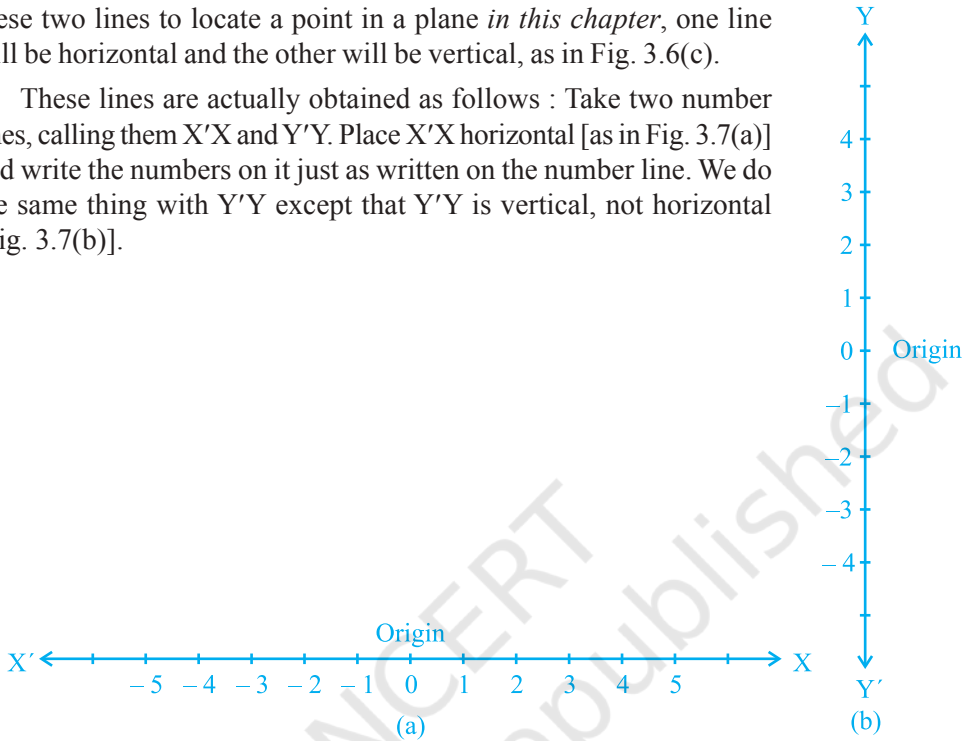 ese two lines to locate a point in a plane in this chapter, one line
ill be horizontal and the other will be vertical, as in Fig. 3.6(c).
These lines are actually obtained as follows : Take two number
nes, calling them X′X and Y′Y. Place X′X horizontal [as in Fig. 3.7(a)]
d write the numbers on it just as written on the number line. We do
e same thing with Y′Y except that Y′Y is vertical, not horizontal
ig. 3.7(b)].
Y
4
3
2
1
0 Origin
–1
–2
–3
– 4
Y′
(b)
Origin
X′ X
– 5 – 4 – 3 – 2 – 1 0 1 2 3 4 5
(a)
NCERT
republished